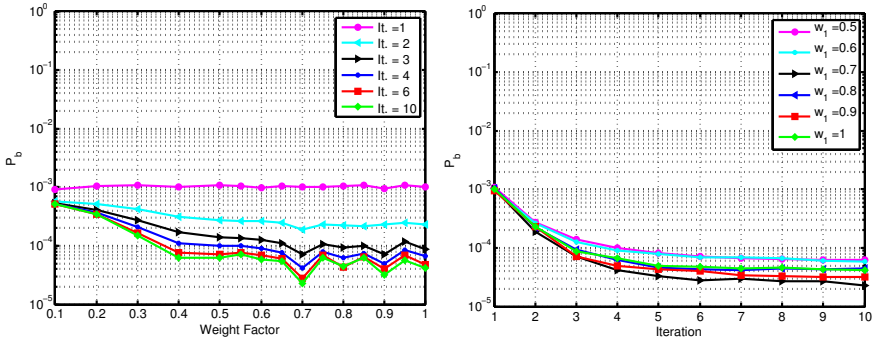 10^0
10^-1
10^-2
10^-3
10^-4
10^-5
P_b
0.1 0.2 0.3 0.4 0.5 0.6 0.7 0.8 0.9 1
Weight Factor
It. =1
It. = 2
It. = 3
It. = 4
It. = 6
It. = 10
10^0
10^-1
10^-2
10^-3
10^-4
10^-5
P_b
1 2 3 4 5 6 7 8 9 10
Iteration
w_1 =0.5
w_1 =0.6
w_1 =0.7
w_1 =0.8
w_1 =0.9
w_1 =1